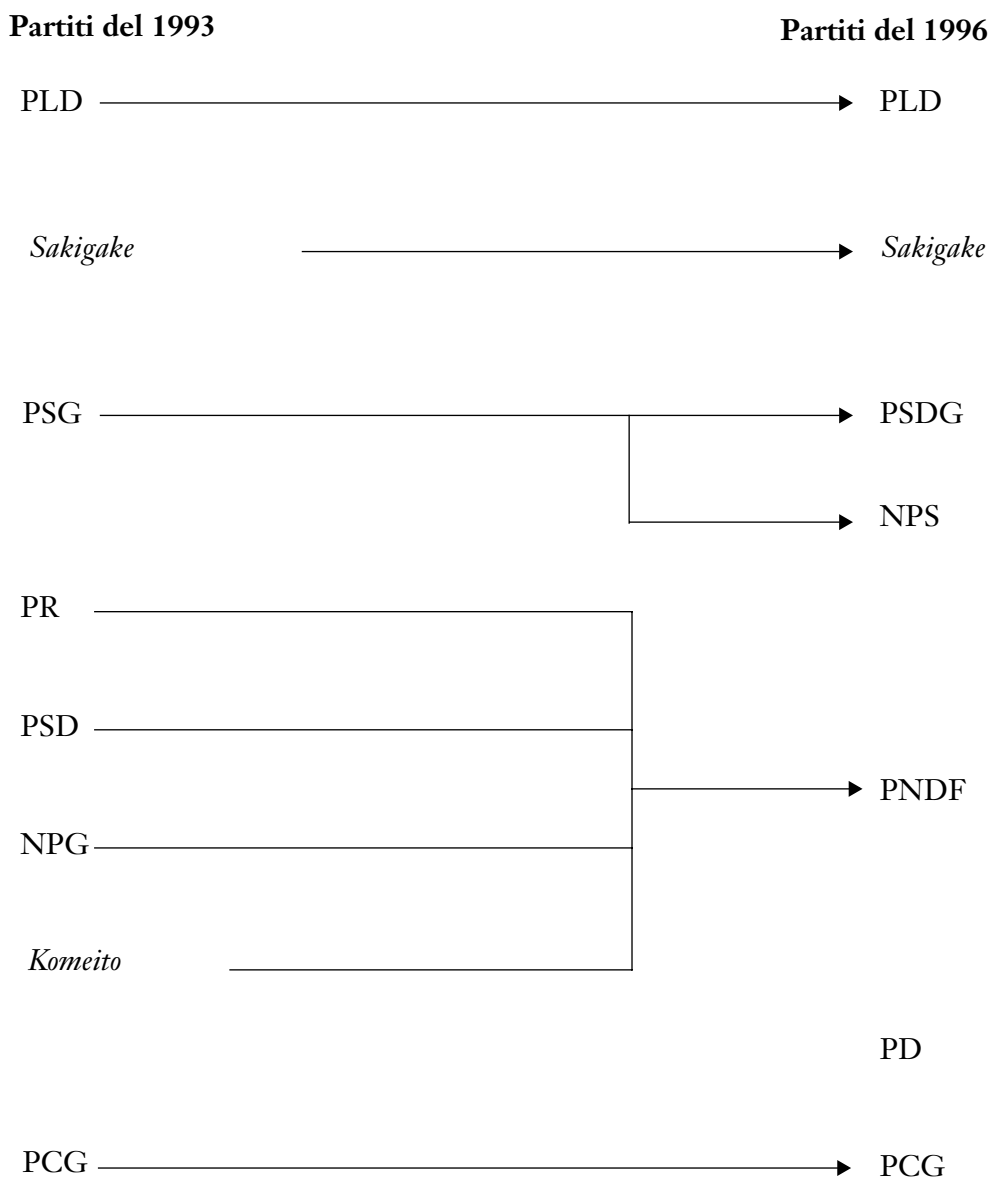 Partiti del 1993 Partiti del 1996
PLD PLD
Sakigake Sakigake
PSG PSDG
NPS
PR
PSD
PNDF
NPG
Komeito
PD
PCG PCG